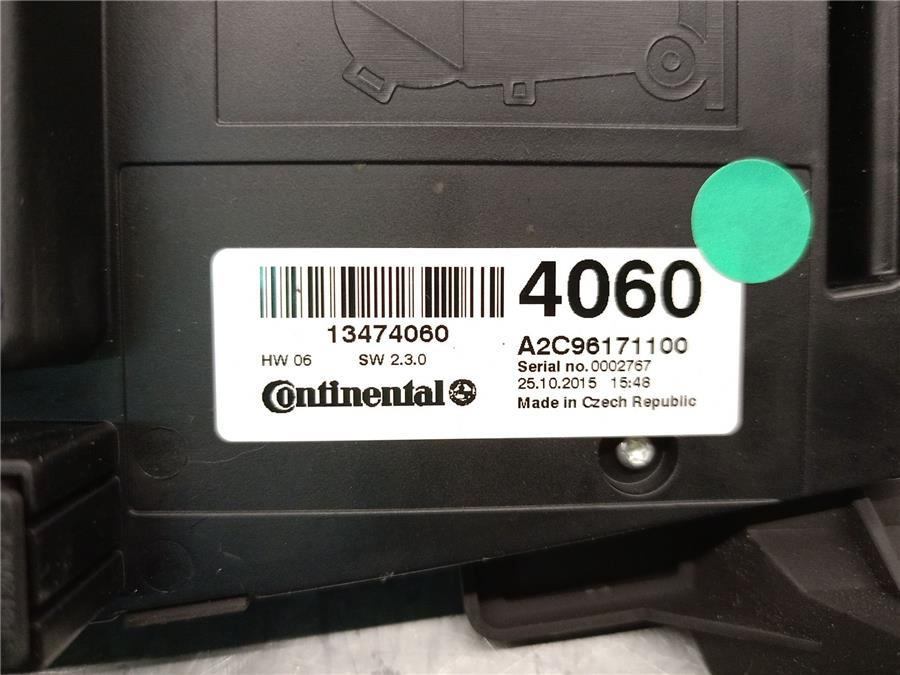 4060
13474060
HW 06 SW 2.3.0
Continental
A2C96171100
Serial no.0002767
25.10.2015 15:48
Made in Czech Republic